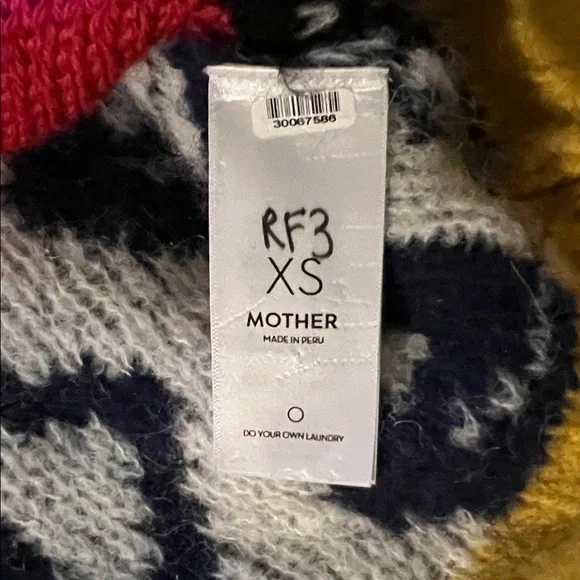 30067586
RF3
XS
MOTHER
MADE IN PERU
DO YOUR OWN LAUNDRY